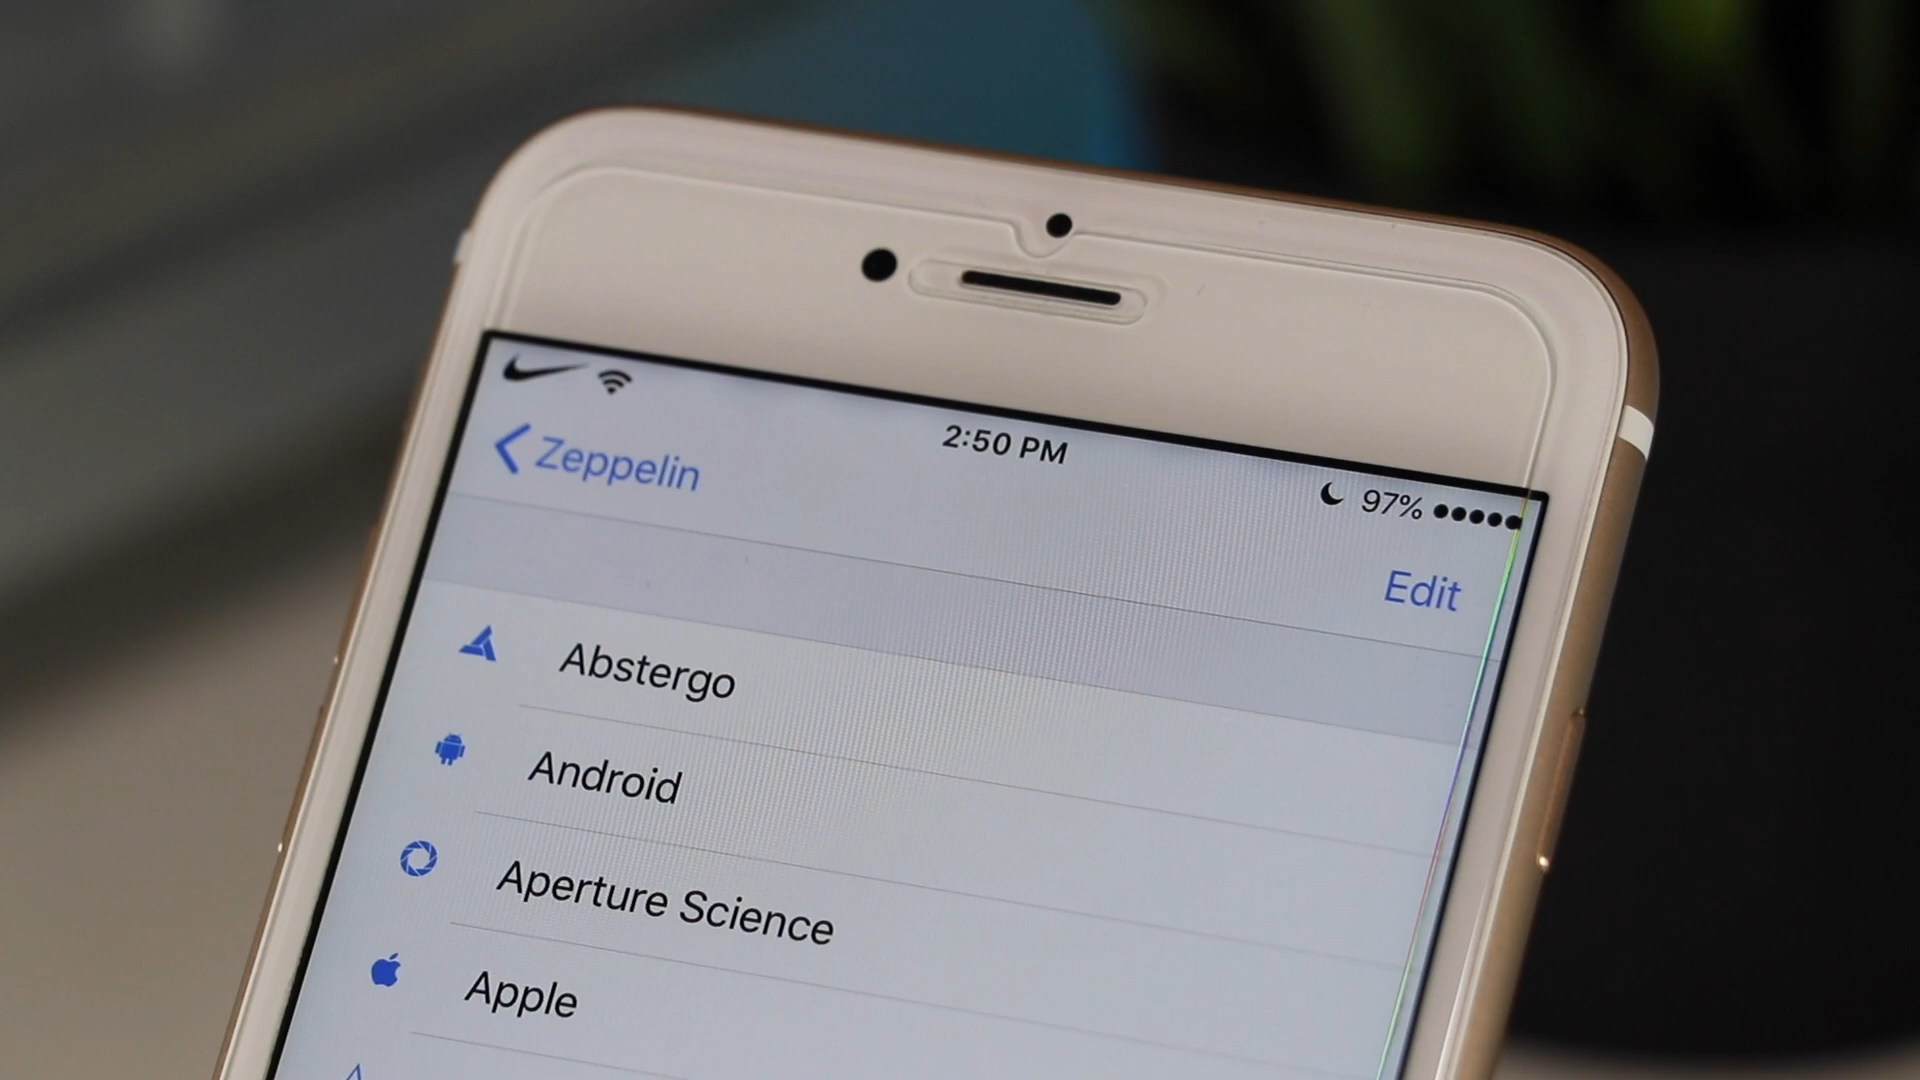 2:50 PM
97%
Zeppelin
Edit
Abstergo
Android
Aperture Science
Apple